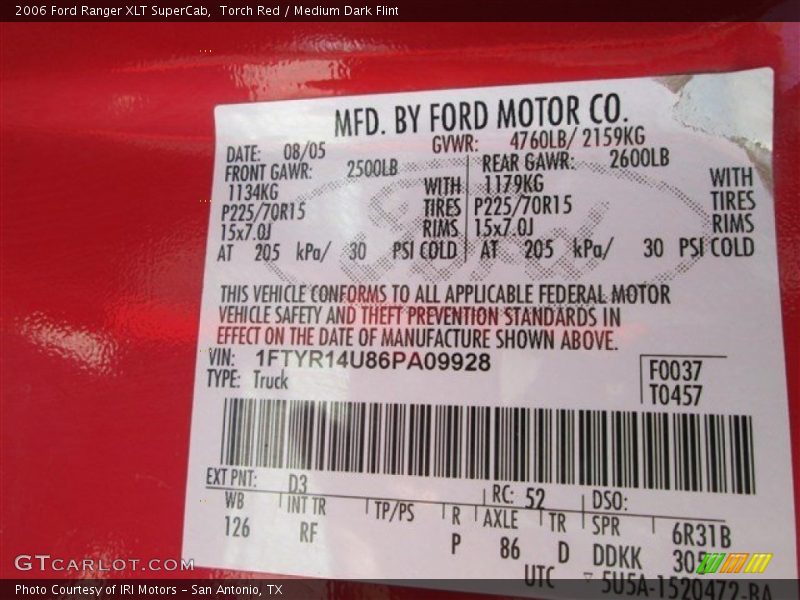 2006 Ford Ranger XLT SuperCab, Torch Red / Medium Dark Flint
MFD. BY FORD MOTOR CO.
DATE: 08/05 GVWR: 4760LB/ 2159KG
FRONT GAWR: 2500LB REAR GAWR: 2600LB
1134KG WITH 1179KG WITH
P225/70R15 TIRES P225/70R15 TIRES
15x7.0J RIMS 15x7.0J RIMS
AT 205 kPa/ 30 PSI COLD AT 205 kPa/ 30 PSI COLD
Ford
THIS VEHICLE CONFORMS TO ALL APPLICABLE FEDERAL MOTOR
VEHICLE SAFETY AND THEFT PREVENTION STANDARDS IN
EFFECT ON THE DATE OF MANUFACTURE SHOWN ABOVE.
VIN: 1FTYR14U86PA09928
TYPE: Truck
F0037
T0457
EXT PNT: D3 RC: 52 DSO:
WB INT TR TP/PS R AXLE TR SPR 6R31B
126 RF P 86 D DDKK
UTC 5U5A-1520472-BA
GTCARLOT.COM
Photo Courtesy of IRI Motors – San Antonio, TX